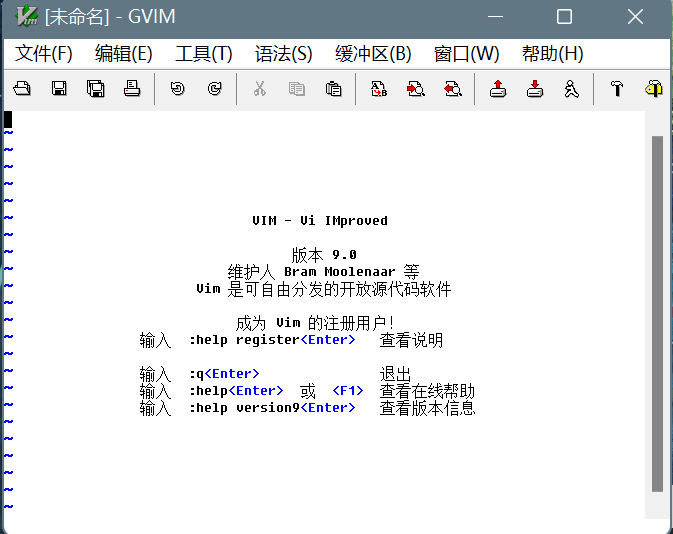 [未命名] - GVIM
文件(F) 编辑(E) 工具(T) 语法(S) 缓冲区(B) 窗口(W) 帮助(H)
~
~
~
~
~
~ VIM - Vi IMproved
~
~ 版本 9.0
~ 维护人 Bram Moolenaar 等
~ Vim 是可自由分发的开放源代码软件
~
~ 成为 Vim 的注册用户!
~ 输入 :help register<Enter> 查看说明
~
~ 输入 :q<Enter> 退出
~ 输入 :help<Enter> 或 <F1> 查看在线帮助
~ 输入 :help version9<Enter> 查看版本信息
~
~
~
~
~
~